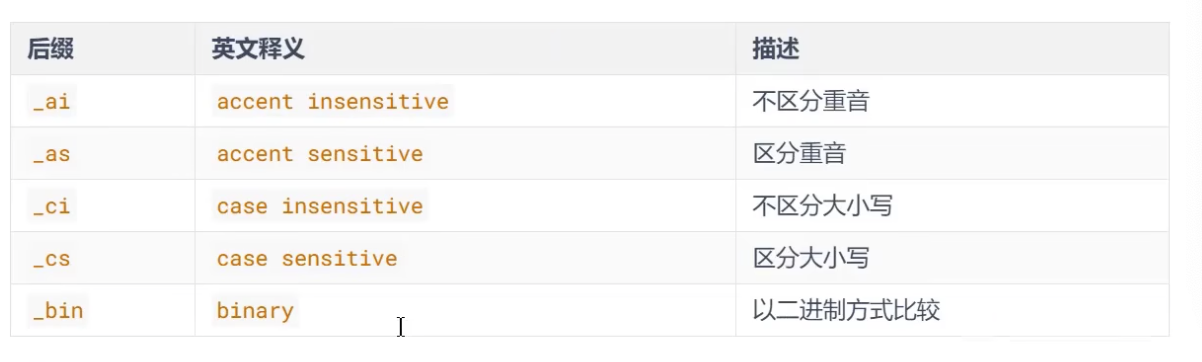 后缀 英文释义 描述
_ai accent insensitive 不区分重音
_as accent sensitive 区分重音
_ci case insensitive 不区分大小写
_cs case sensitive 区分大小写
_bin binary 以二进制方式比较